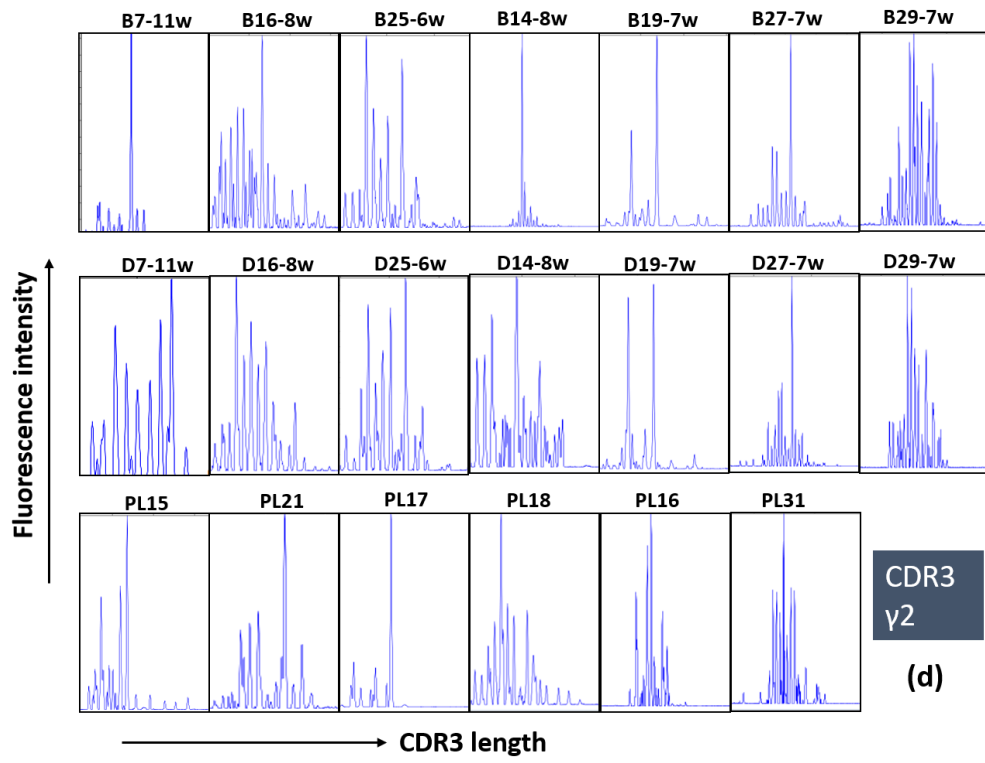 B7-11w B16-8w B25-6w B14-8w B19-7w B27-7w B29-7w
D7-11w D16-8w D25-6w D14-8w D19-7w D27-7w D29-7w
Fluorescence intensity
PL15 PL21 PL17 PL18 PL16 PL31
CDR3
γ2
(d)
CDR3 length